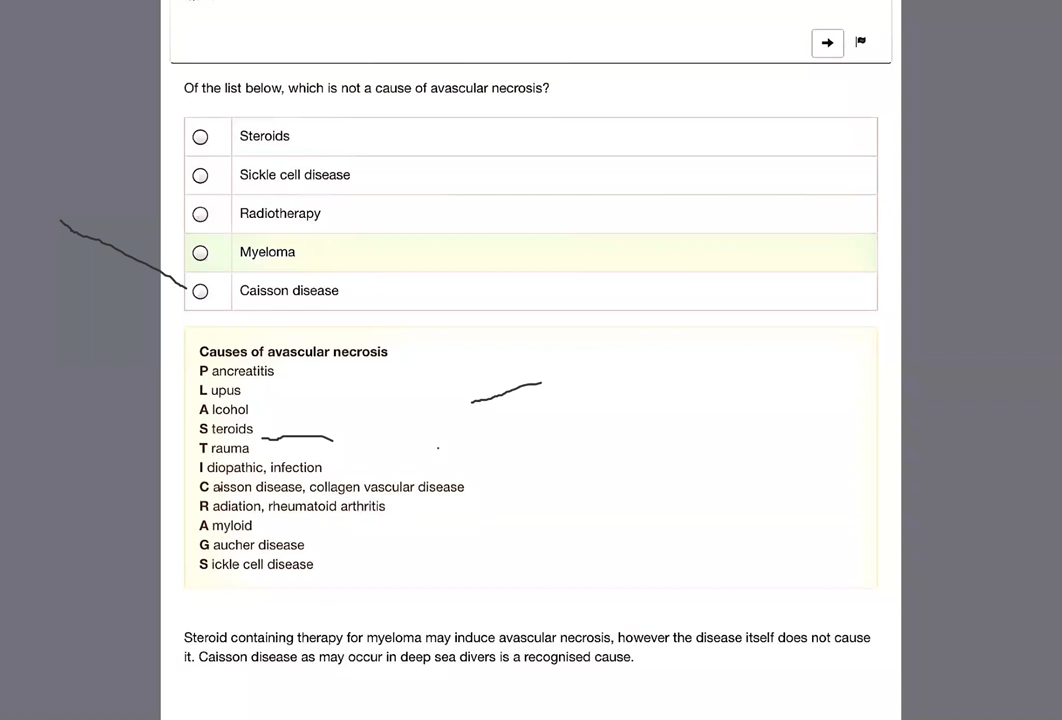 Of the list below, which is not a cause of avascular necrosis?
Steroids
Sickle cell disease
Radiotherapy
Myeloma
Caisson disease
Causes of avascular necrosis
P ancreatitis
L upus
A lcohol
S teroids
T rauma
I diopathic, infection
C aisson disease, collagen vascular disease
R adiation, rheumatoid arthritis
A myloid
G aucher disease
S ickle cell disease
Steroid containing therapy for myeloma may induce avascular necrosis, however the disease itself does not cause
it. Caisson disease as may occur in deep sea divers is a recognised cause.